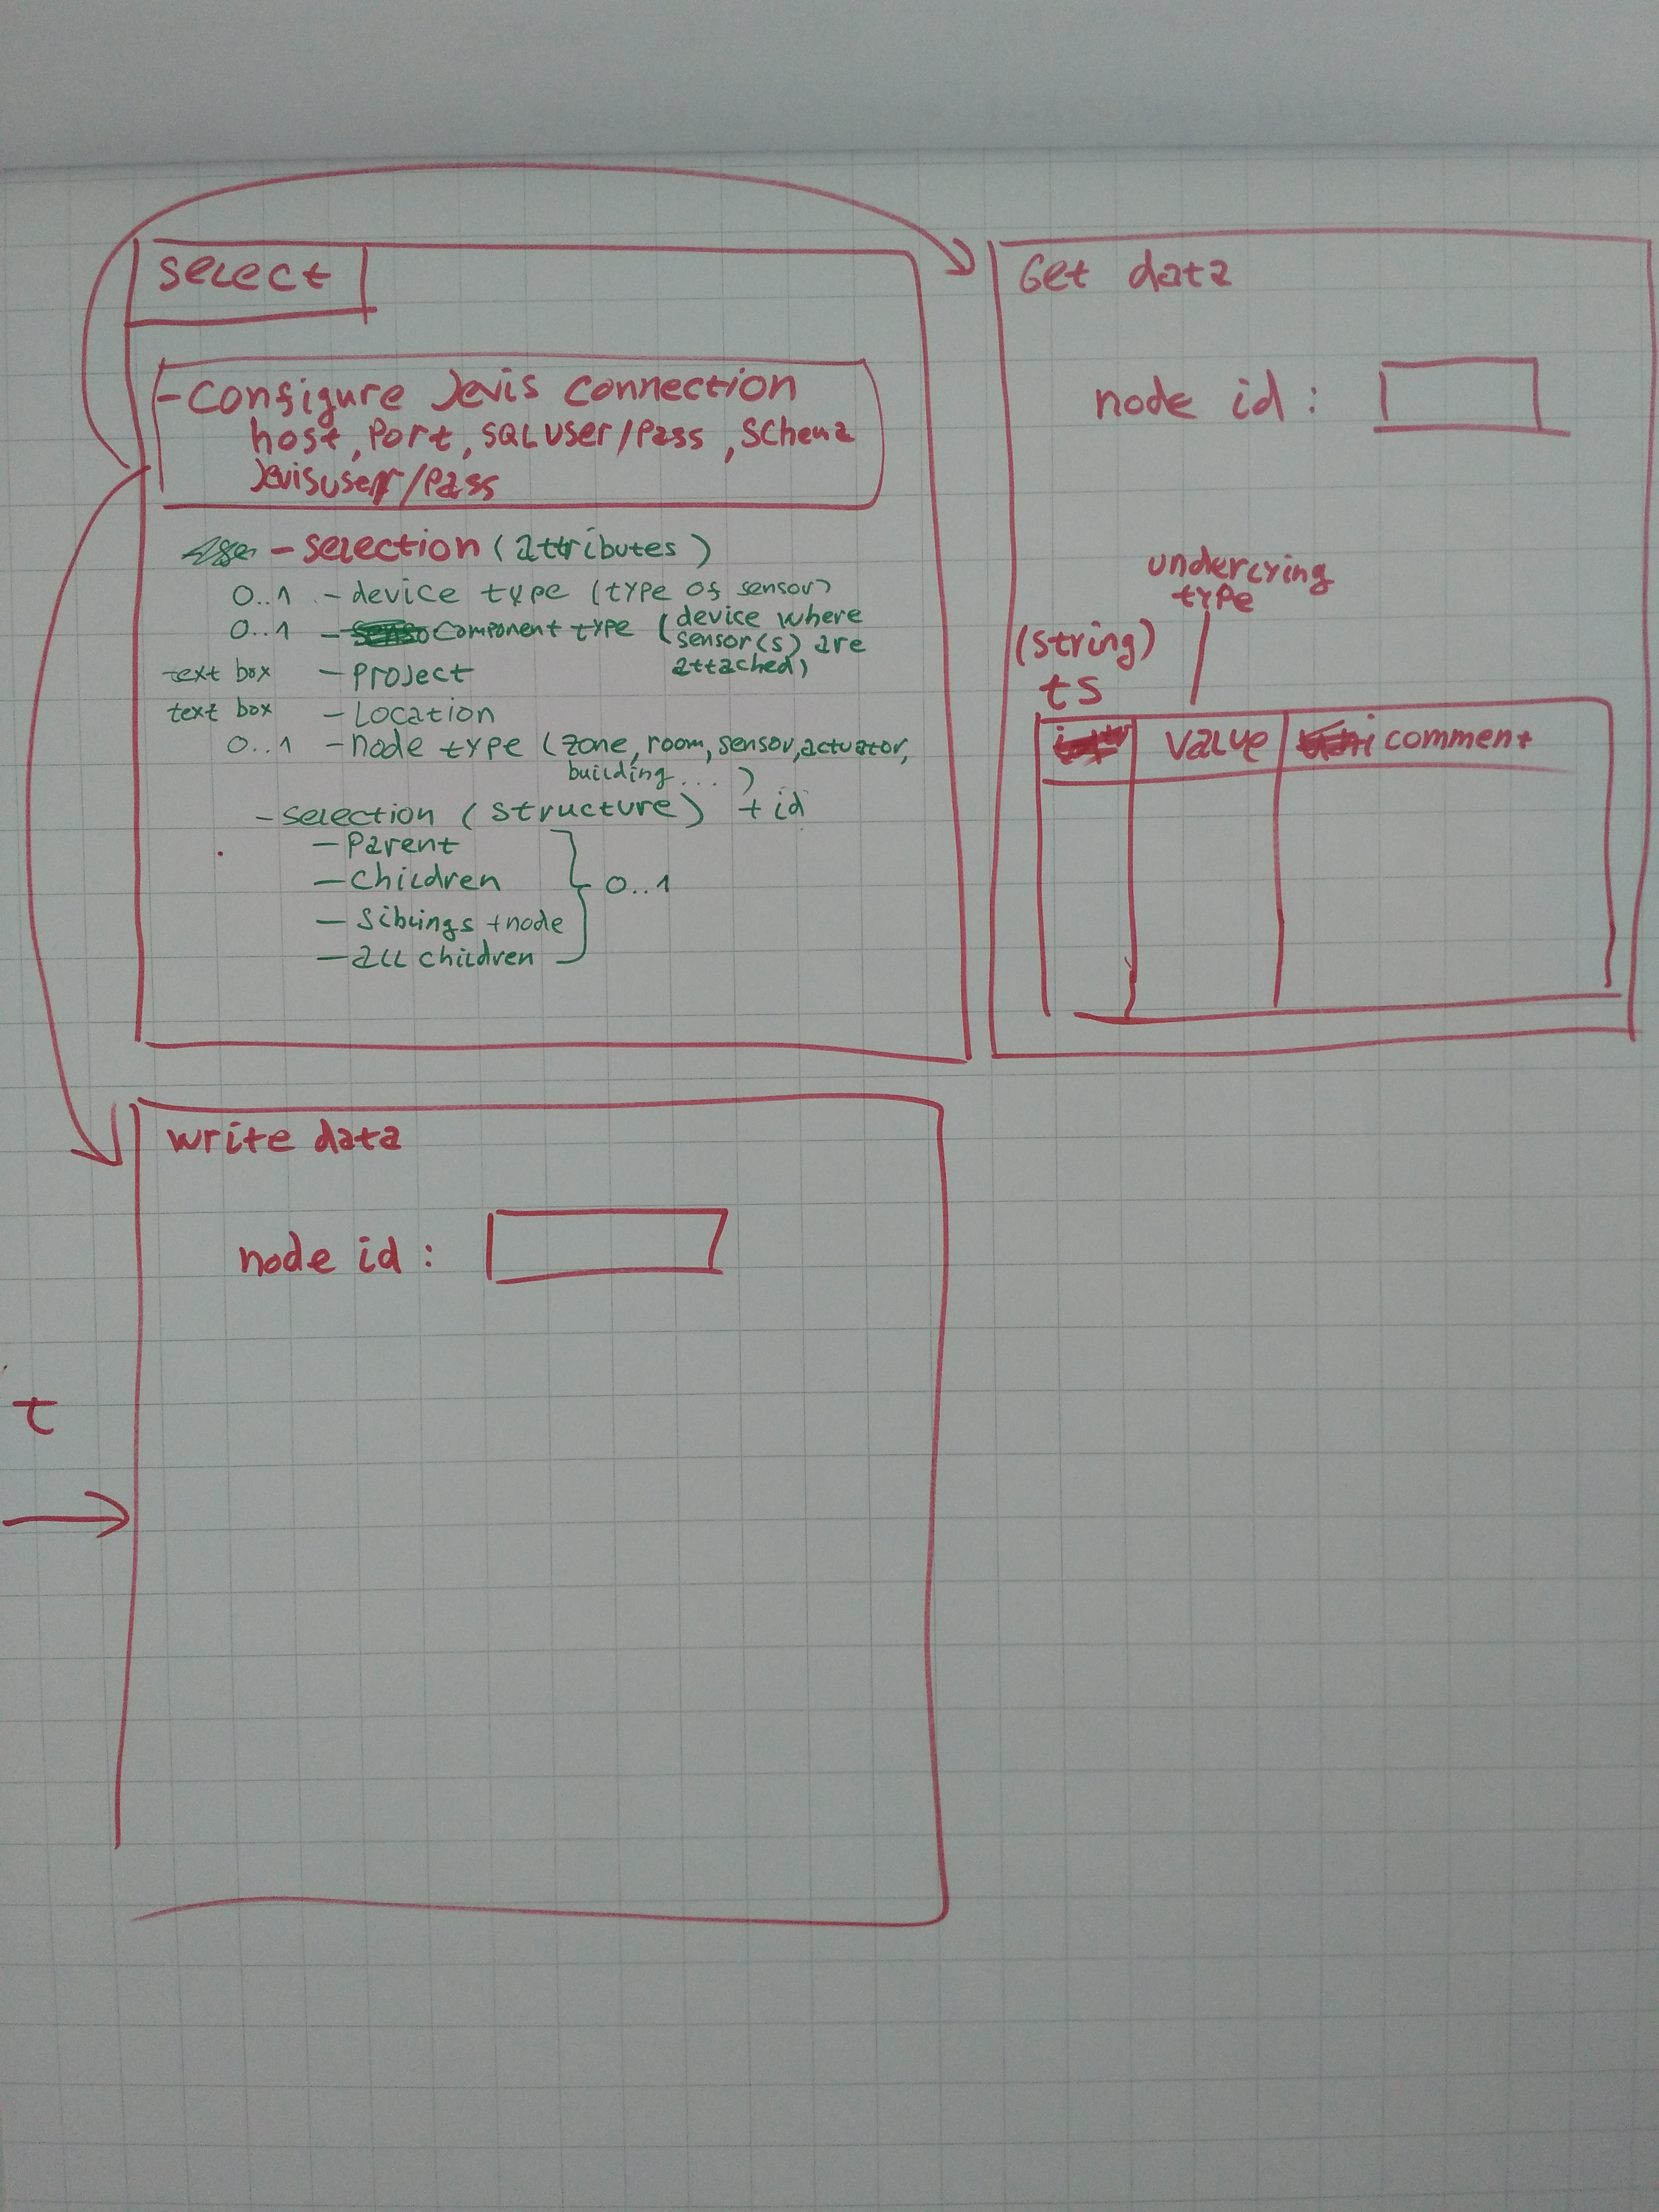 select
- Configure Jevis Connection
host, Port, SQL User/Pass, Schema
Jevisuser/Pass
- selection (attributes)
0..1 - device type (type of sensor)
0..1 - component type (device where sensor(s) are attached)
text box - Project
text box - Location
0..1 - node type (zone, room, sensor, actuator, building ... )
- selection (structure) + id
- Parent
- children
- siblings + node
- all children
0..1
Get data
node id :
underlying
type
(string)
ts
value
comment
write data
node id :
t